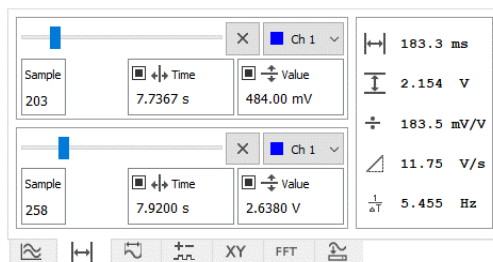 Ch 1
183.3 ms
Sample
Time
Value
2.154 V
203
7.7367 s
484.00 mV
183.5 mV/V
Ch 1
11.75 V/s
Sample
Time
Value
1/ΔT 5.455 Hz
258
7.9200 s
2.6380 V
XY
FFT